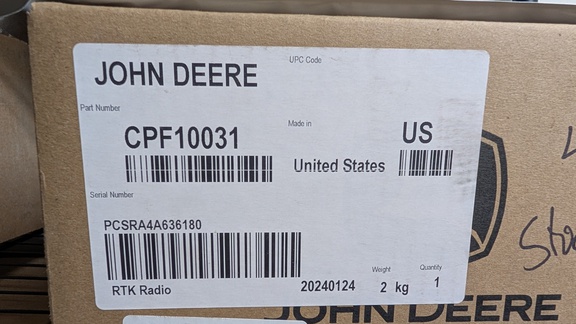 JOHN DEERE
UPC Code
Part Number
CPF10031
Made in
United States
US
Serial Number
PCSRA4A636180
RTK Radio
20240124
Weight
2 kg
Quantity
1
JOHN DEERE